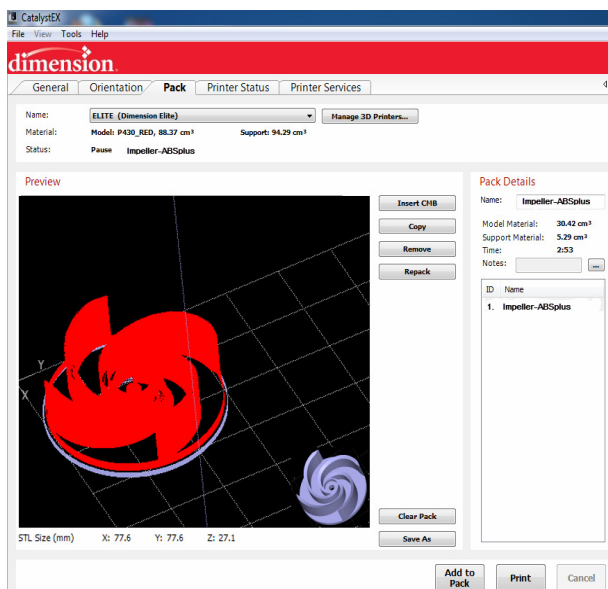 CatalystEX
File View Tools Help
dimension
General Orientation Pack Printer Status Printer Services
Name: ELITE (Dimension Elite) Manage 3D Printers...
Material: Model: P430_RED, 88.37 cm³ Support: 94.29 cm³
Status: Pause Impeller-ABSplus
Preview
Insert CMB
Copy
Remove
Repack
Y
X
Clear Pack
STL Size (mm) X: 77.6 Y: 77.6 Z: 27.1
Save As
Pack Details
Name: Impeller-ABSplus
Model Material: 30.42 cm³
Support Material: 5.29 cm³
Time: 2:53
Notes: ...
ID Name
1. Impeller-ABSplus
Add to
Pack
Print
Cancel